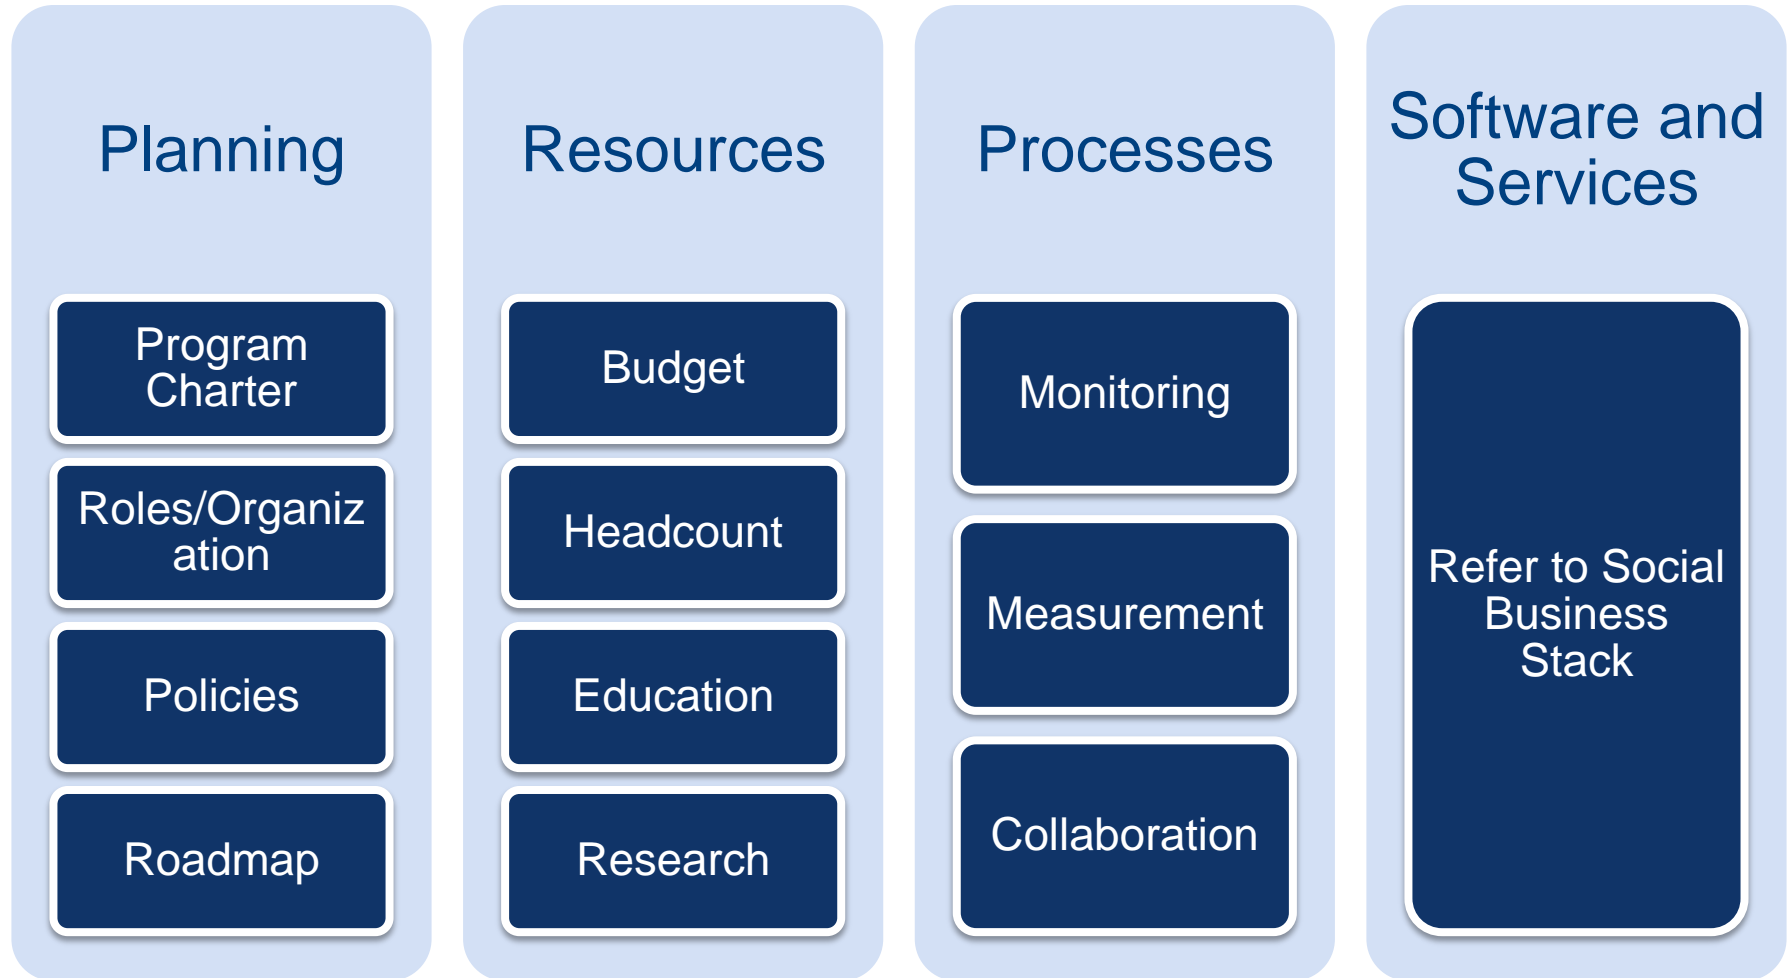 Planning
Program
Charter
Roles/Organiz
ation
Policies
Roadmap
Resources
Budget
Headcount
Education
Research
Processes
Monitoring
Measurement
Collaboration
Software and
Services
Refer to Social
Business
Stack